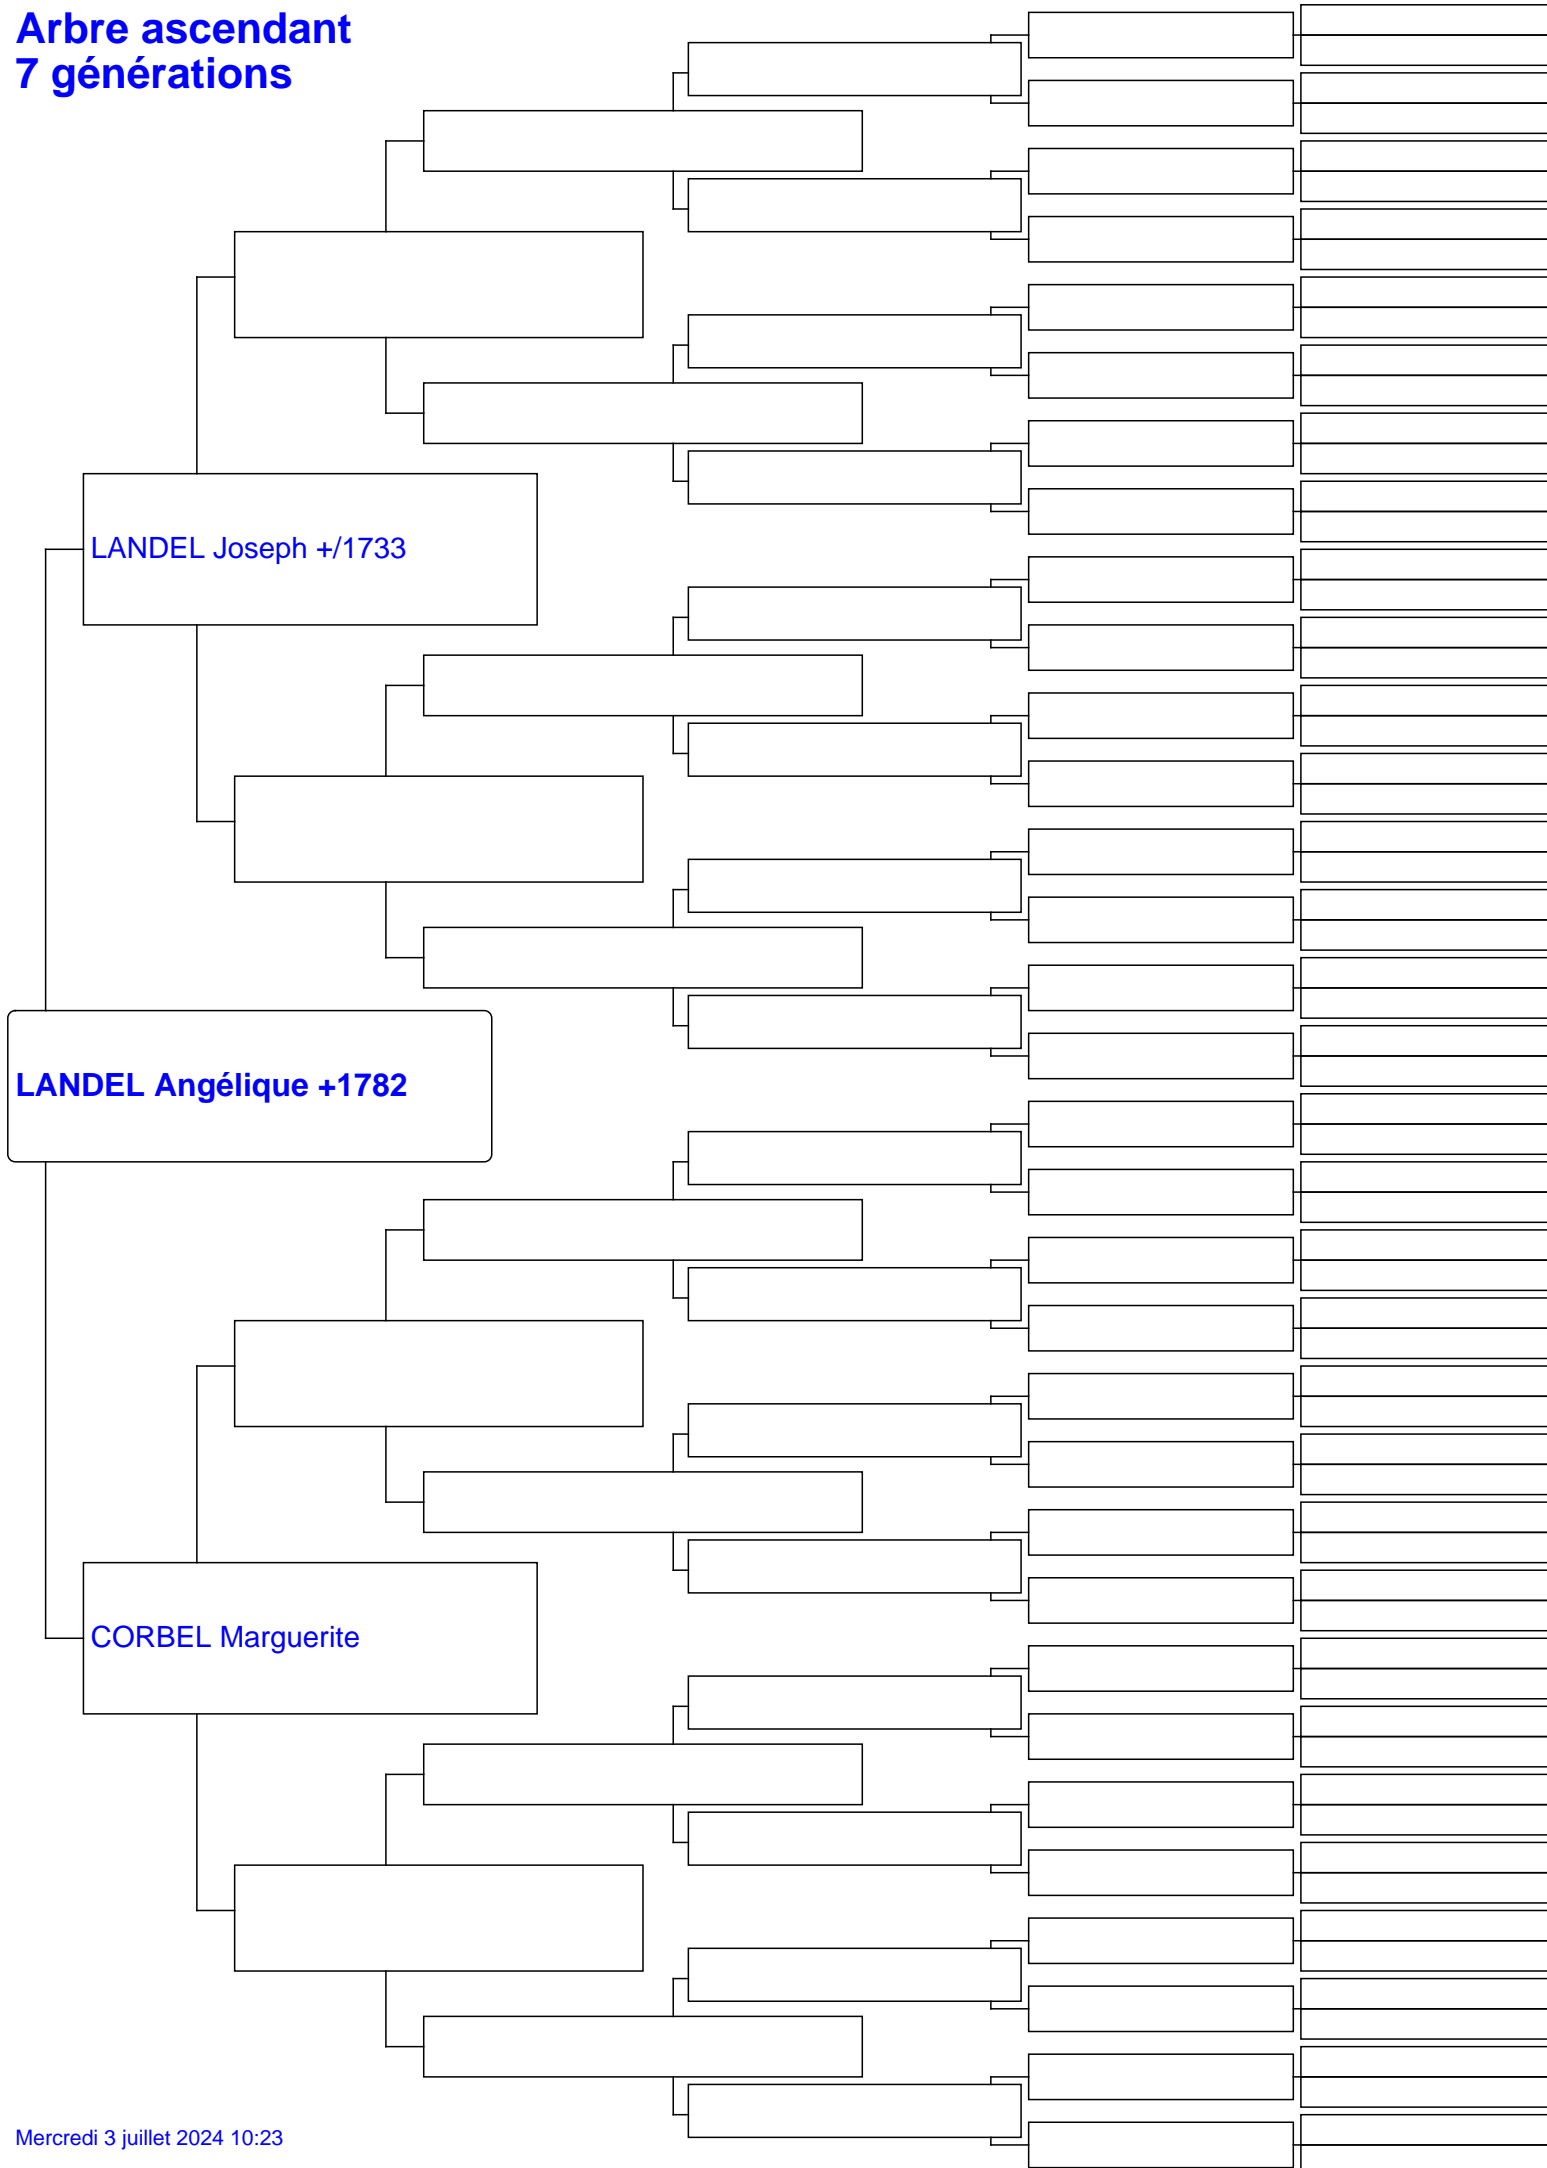 Arbre ascendant
7 générations
LANDEL Joseph +/1733
LANDEL Angélique +1782
CORBEL Marguerite
Mercredi 3 juillet 2024 10:23